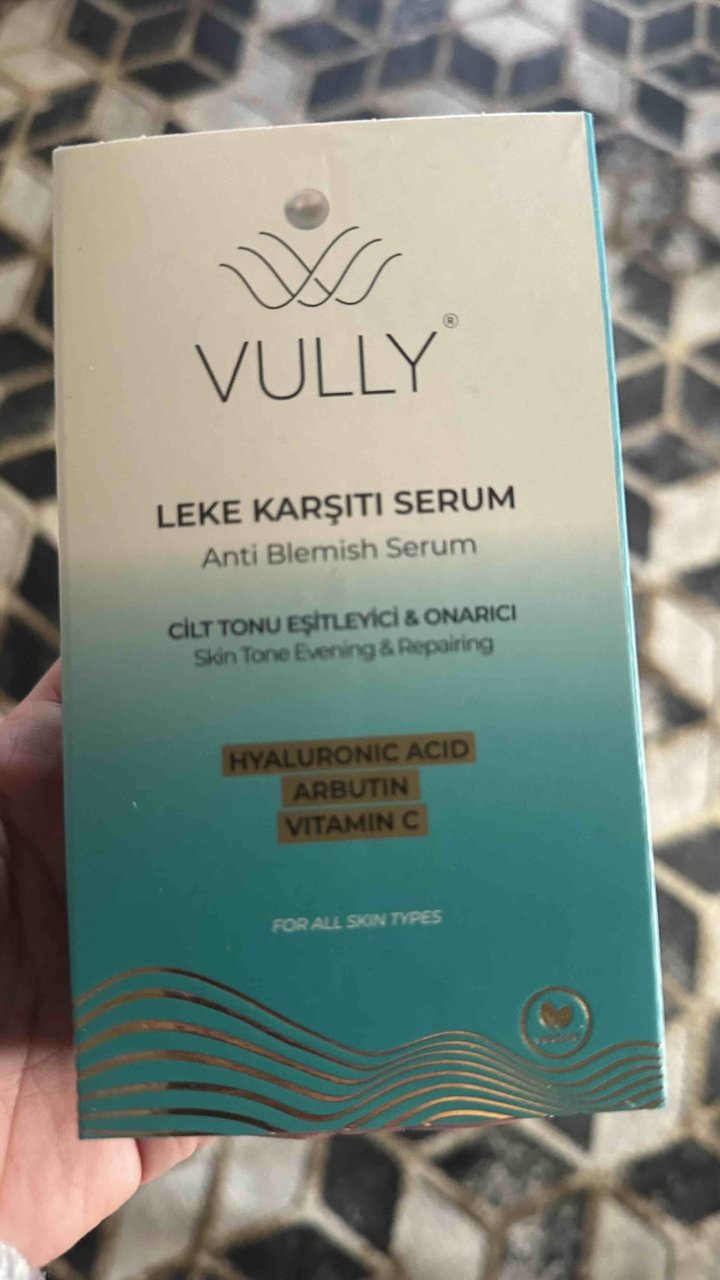 VULLY®
LEKE KARŞITI SERUM
Anti Blemish Serum
CİLT TONU EŞİTLEYİCİ & ONARICI
Skin Tone Evening & Repairing
HYALURONIC ACID
ARBUTIN
VITAMIN C
FOR ALL SKIN TYPES